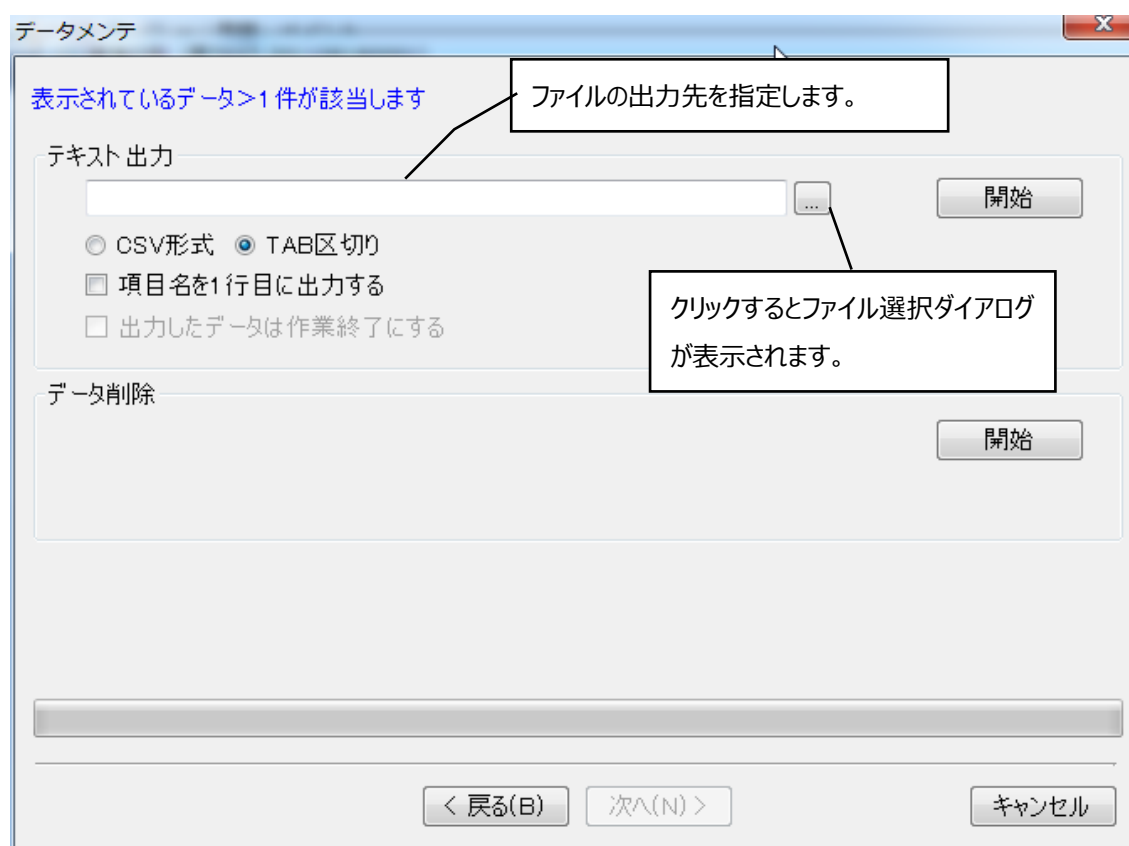 データメンテ
表示されているデータ>1件が該当します
ファイルの出力先を指定します。
テキスト出力
...
開始
CSV形式 TAB区切り
項目名を1行目に出力する
出力したデータは作業終了にする
クリックするとファイル選択ダイアログ
が表示されます。
データ削除
開始
< 戻る(B) 次へ(N) > キャンセル